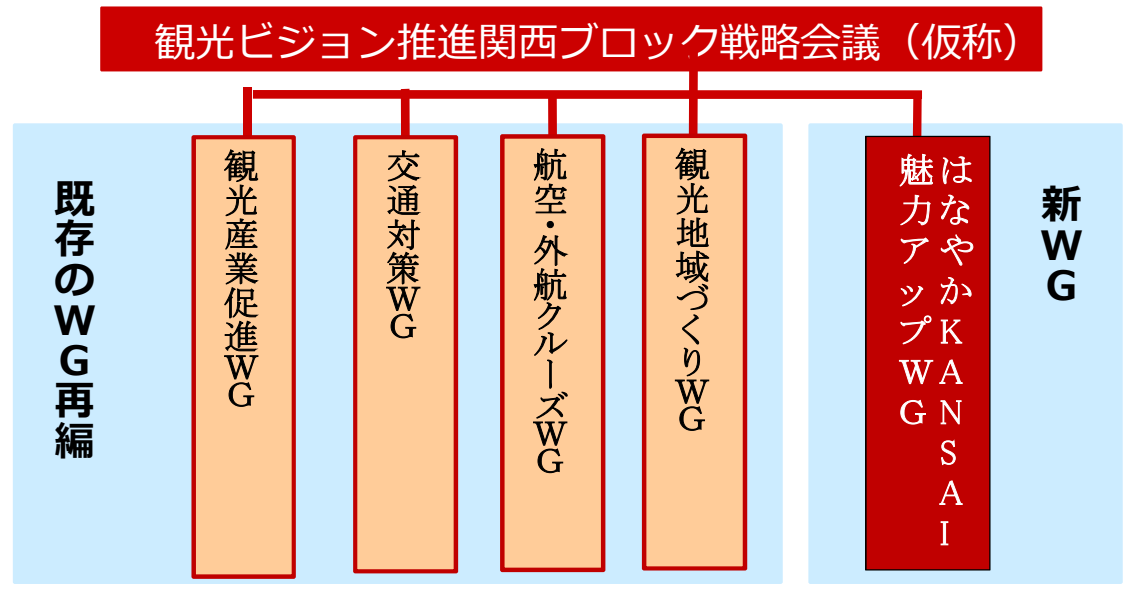 観光ビジョン推進関西ブロック戦略会議（仮称）
既存のWG再編
観光産業促進WG
交通対策WG
航空・外航クルーズWG
観光地域づくりWG
はなやかKANSAI
魅力アップWG
新WG